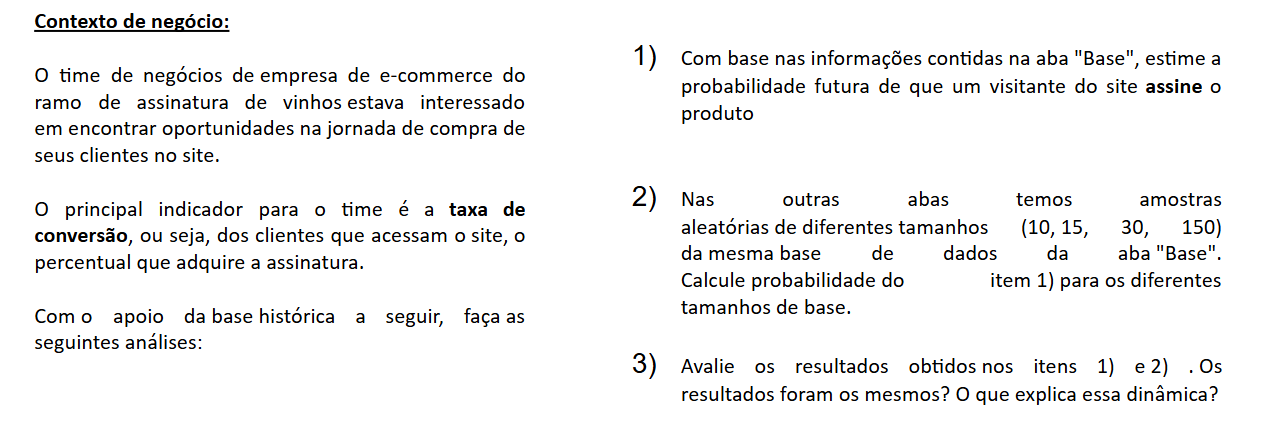 Contexto de negócio:
O time de negócios de empresa de e-commerce do
ramo de assinatura de vinhos estava interessado
em encontrar oportunidades na jornada de compra de
seus clientes no site.
O principal indicador para o time é a taxa de
conversão, ou seja, dos clientes que acessam o site, o
percentual que adquire a assinatura.
Com o apoio da base histórica a seguir, faça as
seguintes análises:
1) Com base nas informações contidas na aba "Base", estime a
probabilidade futura de que um visitante do site assine o
produto
2) Nas outras abas temos amostras
aleatórias de diferentes tamanhos (10, 15, 30, 150)
da mesma base de dados da aba "Base".
Calcule probabilidade do item 1) para os diferentes
tamanhos de base.
3) Avalie os resultados obtidos nos itens 1) e 2) . Os
resultados foram os mesmos? O que explica essa dinâmica?